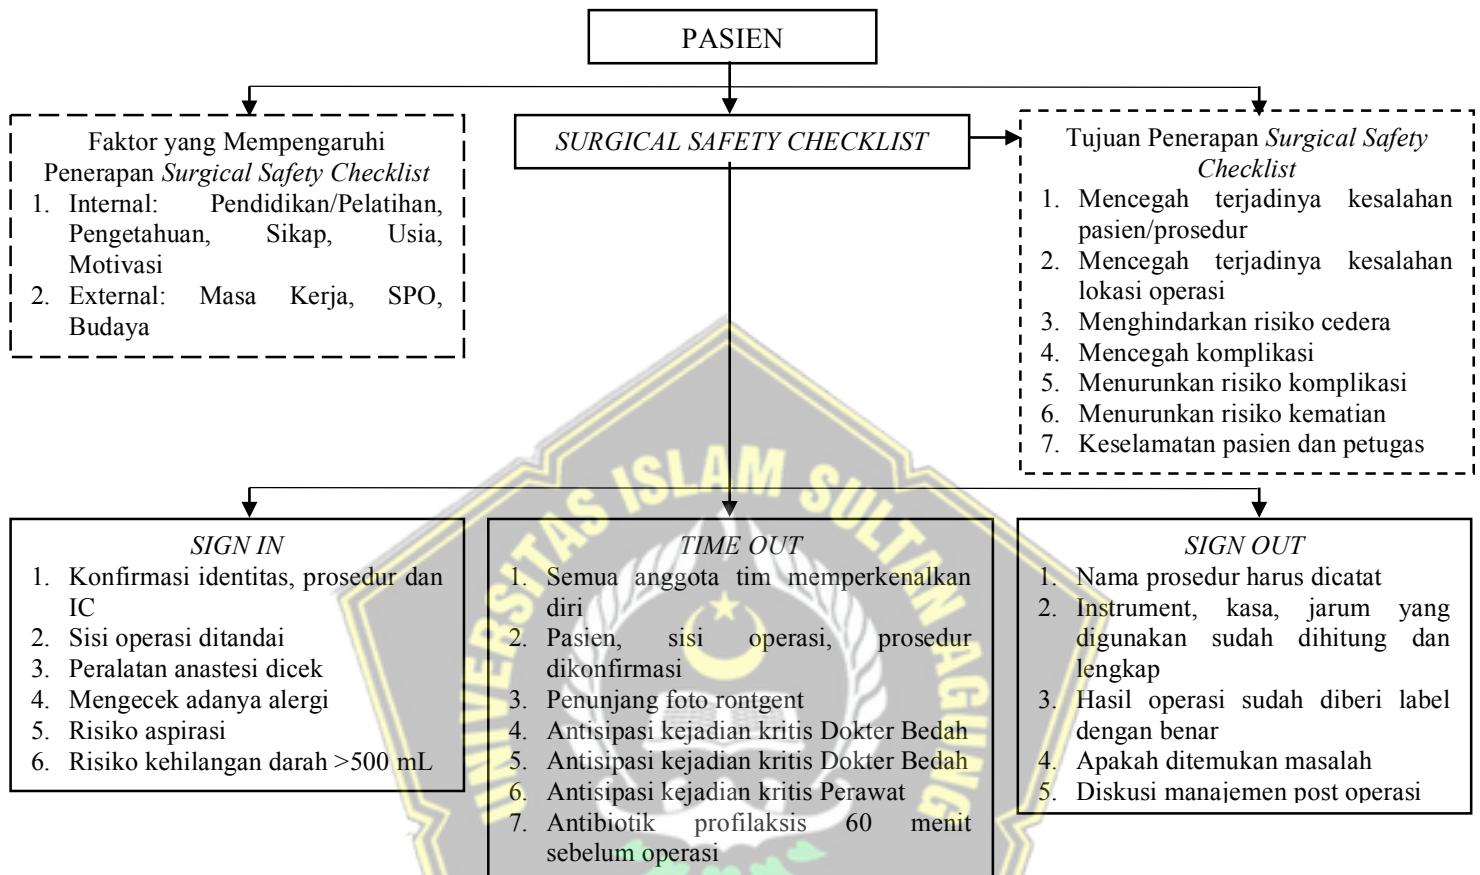 PASIEN
Faktor yang Mempengaruhi
Penerapan Surgical Safety Checklist
1. Internal: Pendidikan/Pelatihan,
Pengetahuan, Sikap, Usia,
Motivasi
2. External: Masa Kerja, SPO,
Budaya
SURGICAL SAFETY CHECKLIST
Tujuan Penerapan Surgical Safety
Checklist
1. Mencegah terjadinya kesalahan
pasien/prosedur
2. Mencegah terjadinya kesalahan
lokasi operasi
3. Menghindarkan risiko cedera
4. Mencegah komplikasi
5. Menurunkan risiko komplikasi
6. Menurunkan risiko kematian
7. Keselamatan pasien dan petugas
UNIVERSITAS ISLAM SULTAN AGUNG
SIGN IN
1. Konfirmasi identitas, prosedur dan
IC
2. Sisi operasi ditandai
3. Peralatan anastesi dicek
4. Mengecek adanya alergi
5. Risiko aspirasi
6. Risiko kehilangan darah >500 mL
TIME OUT
1. Semua anggota tim memperkenalkan
diri
2. Pasien, sisi operasi, prosedur
dikonfirmasi
3. Penunjang foto rontgent
4. Antisipasi kejadian kritis Dokter Bedah
5. Antisipasi kejadian kritis Dokter Bedah
6. Antisipasi kejadian kritis Perawat
7. Antibiotik profilaksis 60 menit
sebelum operasi
SIGN OUT
1. Nama prosedur harus dicatat
2. Instrument, kasa, jarum yang
digunakan sudah dihitung dan
lengkap
3. Hasil operasi sudah diberi label
dengan benar
4. Apakah ditemukan masalah
5. Diskusi manajemen post operasi